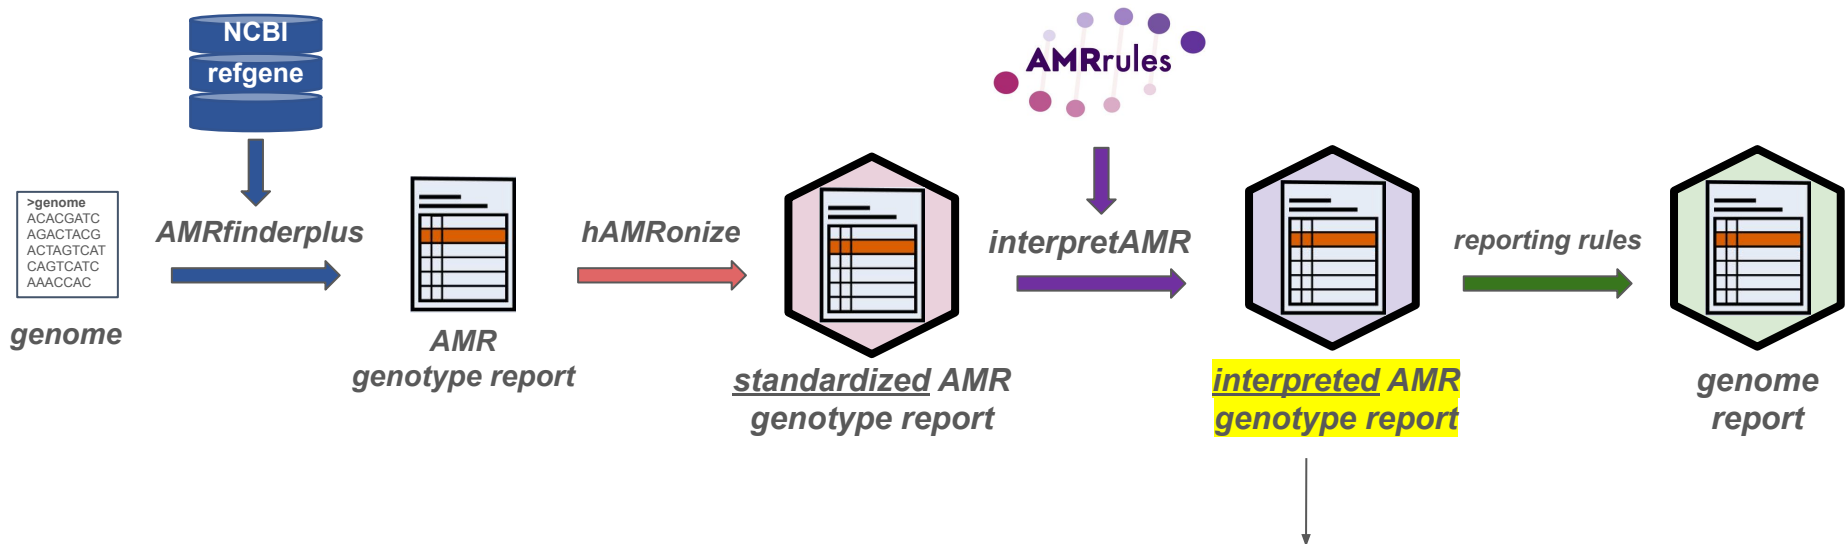 NCBI
refgene
AMRrules
>genome
ACACGATC
AGACTACG
ACTAGTCAT
CAGTCATC
AAACCAC
genome
AMRfinderplus
AMR
genotype report
hAMRonize
standardized AMR
genotype report
interpretAMR
interpreted AMR
genotype report
reporting rules
genome
report